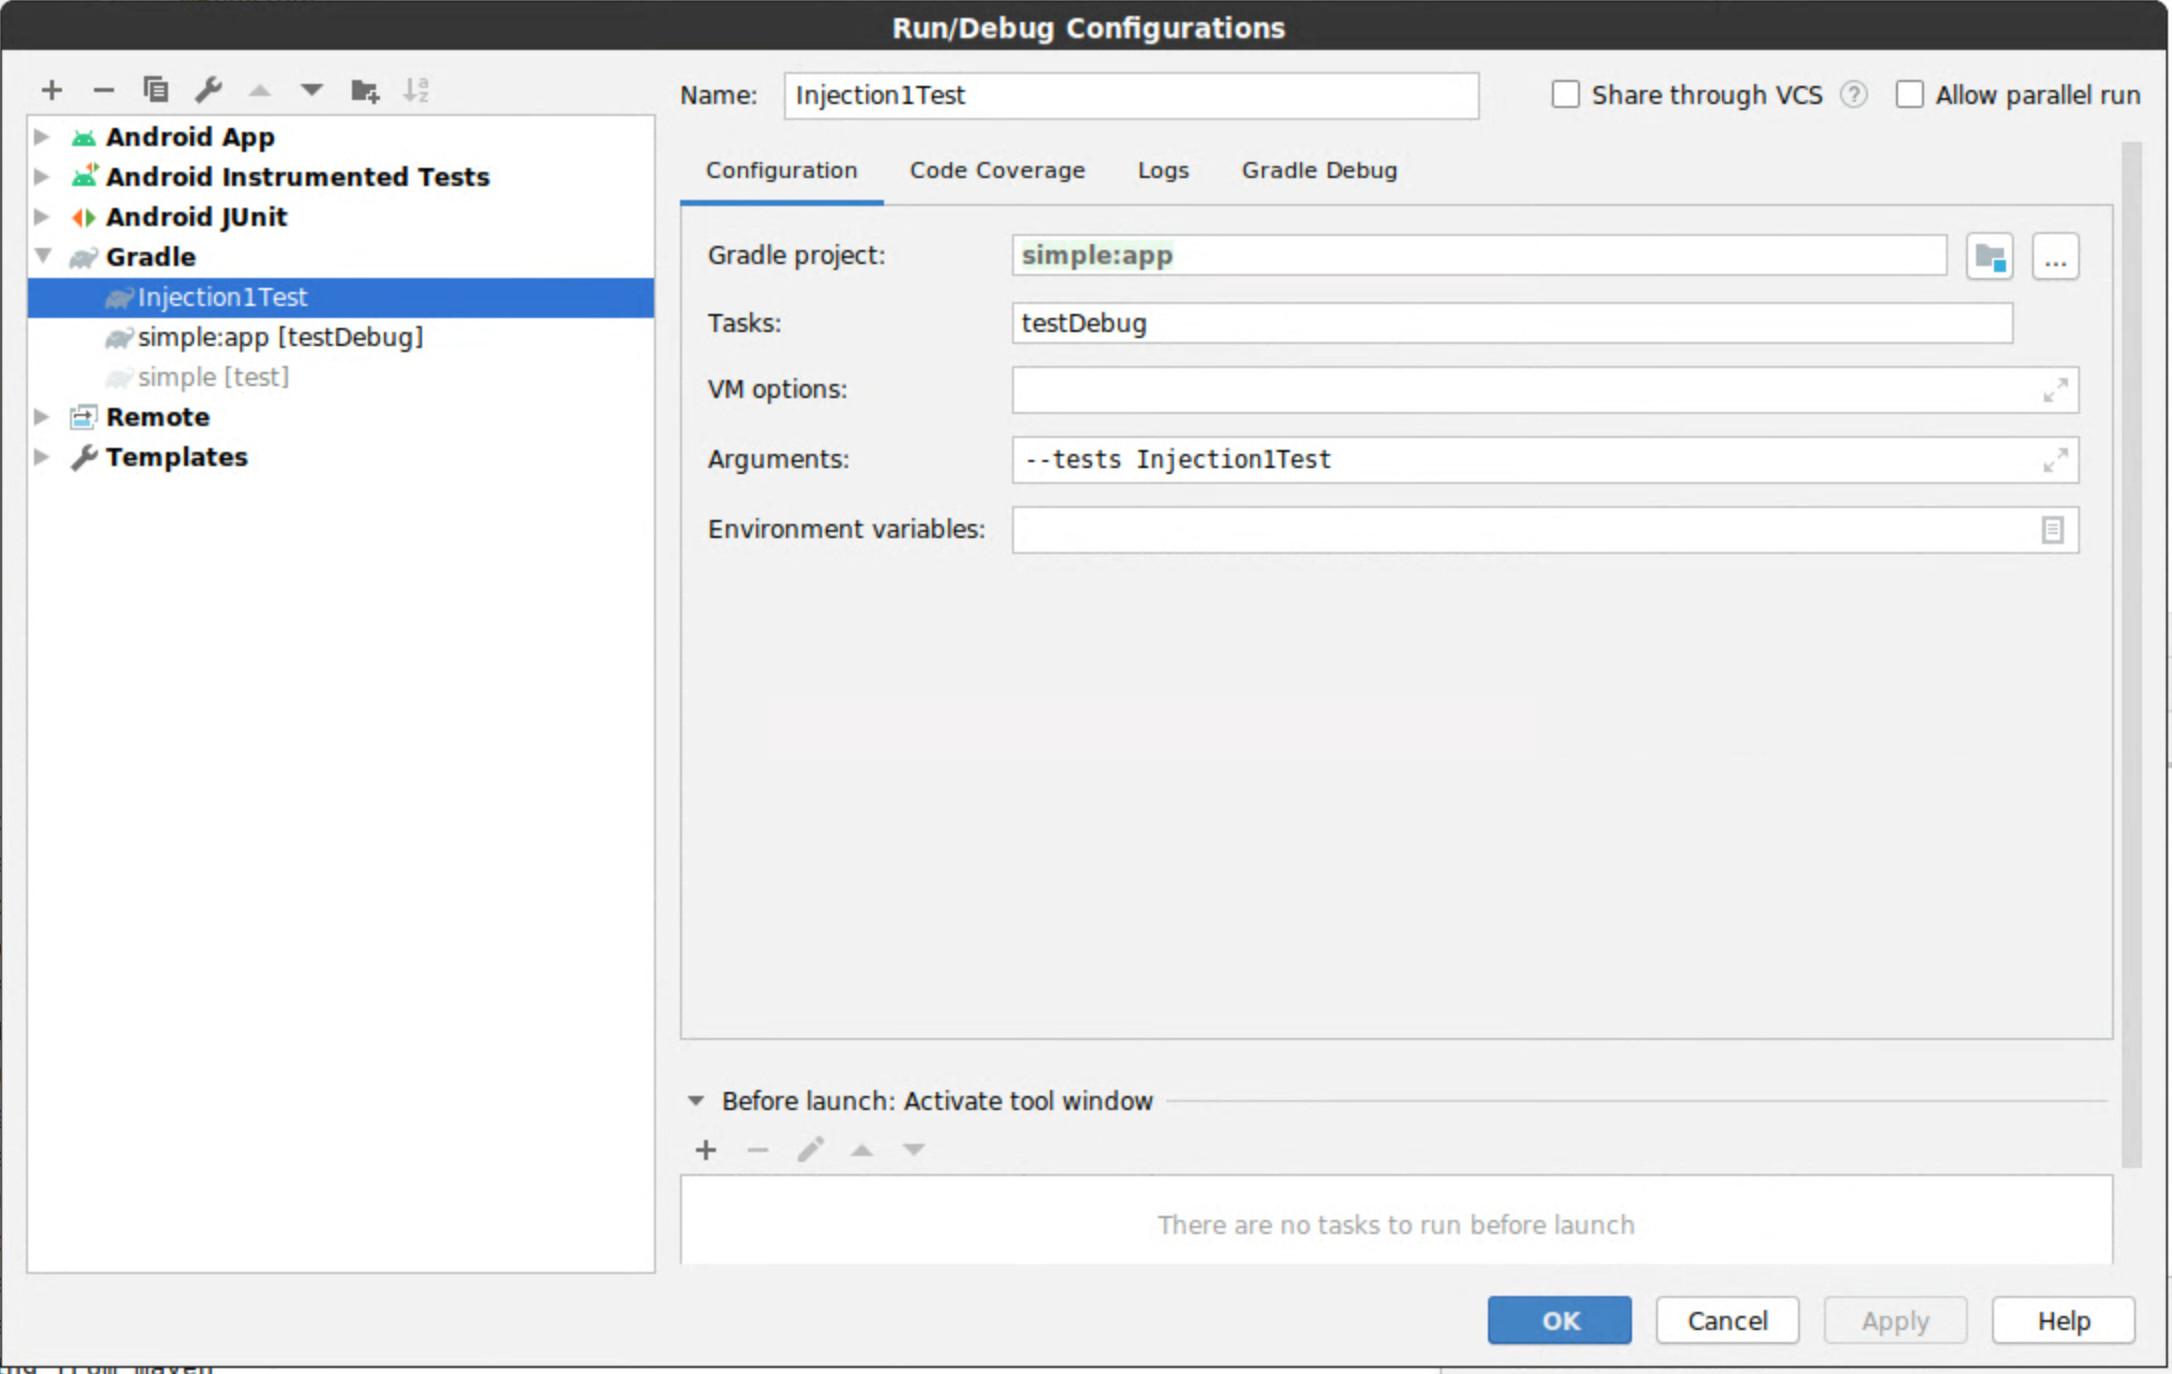 Run/Debug Configurations
Name: Injection1Test Share through VCS ? Allow parallel run
Android App
Android Instrumented Tests
Android JUnit
Gradle
Injection1Test
simple:app [testDebug]
simple [test]
Remote
Templates
Configuration Code Coverage Logs Gradle Debug
Gradle project: simple:app ...
Tasks: testDebug
VM options:
Arguments: --tests Injection1Test
Environment variables:
Before launch: Activate tool window
There are no tasks to run before launch
OK Cancel Apply Help